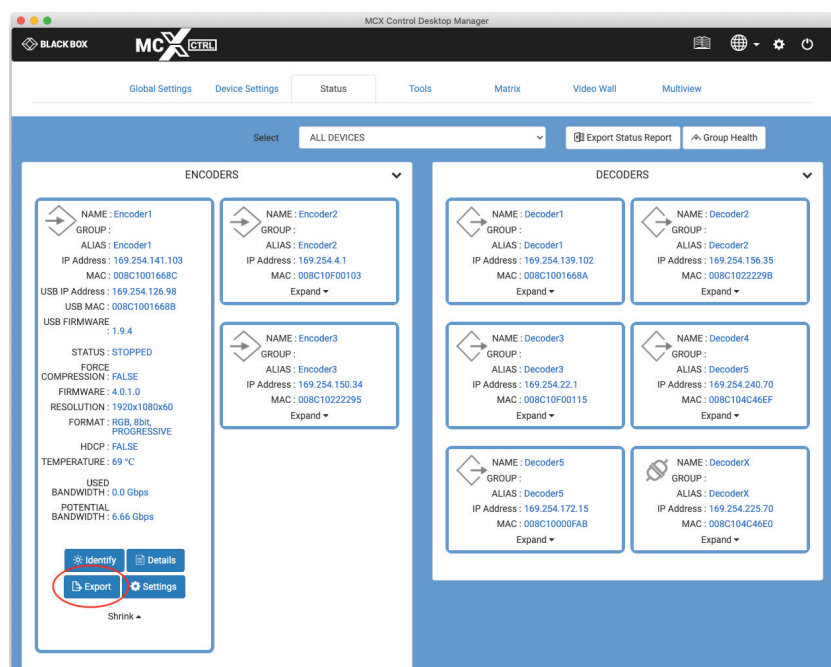 MCX Control Desktop Manager
BLACK BOX
MCX CTRL
Global Settings
Device Settings
Status
Tools
Matrix
Video Wall
Multiview
Select
ALL DEVICES
Export Status Report
Group Health
ENCODERS
NAME : Encoder1
GROUP :
ALIAS : Encoder1
IP Address : 169.254.141.103
MAC : 008C1001668C
USB IP Address : 169.254.126.98
USB MAC : 008C1001668B
USB FIRMWARE
: 1.9.4
STATUS : STOPPED
FORCE
COMPRESSION : FALSE
FIRMWARE : 4.0.1.0
RESOLUTION : 1920x1080x60
FORMAT : RGB, 8bit,
PROGRESSIVE
HDCP : FALSE
TEMPERATURE : 69 °C
USED
BANDWIDTH : 0.0 Gbps
POTENTIAL
BANDWIDTH : 6.66 Gbps
Identify
Details
Export
Settings
Shrink
NAME : Encoder2
GROUP :
ALIAS : Encoder2
IP Address : 169.254.4.1
MAC : 008C10F00103
Expand
NAME : Encoder3
GROUP :
ALIAS : Encoder3
IP Address : 169.254.150.34
MAC : 008C10222295
Expand
DECODERS
NAME : Decoder1
GROUP :
ALIAS : Decoder1
IP Address : 169.254.139.102
MAC : 008C1001668A
Expand
NAME : Decoder2
GROUP :
ALIAS : Decoder2
IP Address : 169.254.156.35
MAC : 008C1022229B
Expand
NAME : Decoder3
GROUP :
ALIAS : Decoder3
IP Address : 169.254.22.1
MAC : 008C10F00115
Expand
NAME : Decoder4
GROUP :
ALIAS : Decoder5
IP Address : 169.254.240.70
MAC : 008C104C46EF
Expand
NAME : Decoder5
GROUP :
ALIAS : Decoder5
IP Address : 169.254.172.15
MAC : 008C10000FAB
Expand
NAME : DecoderX
GROUP :
ALIAS : DecoderX
IP Address : 169.254.225.70
MAC : 008C104C46E0
Expand